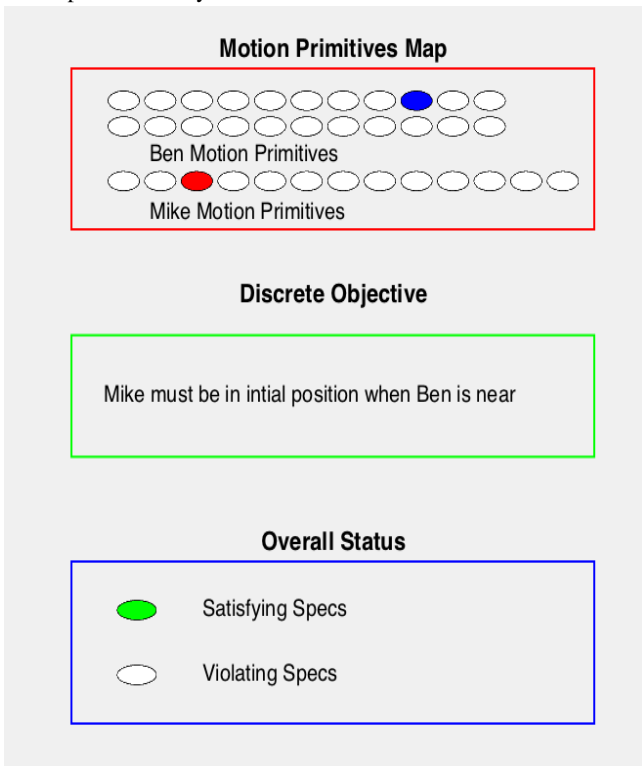 Motion Primitives Map
Ben Motion Primitives
Mike Motion Primitives
Discrete Objective
Mike must be in intial position when Ben is near
Overall Status
Satisfying Specs
Violating Specs